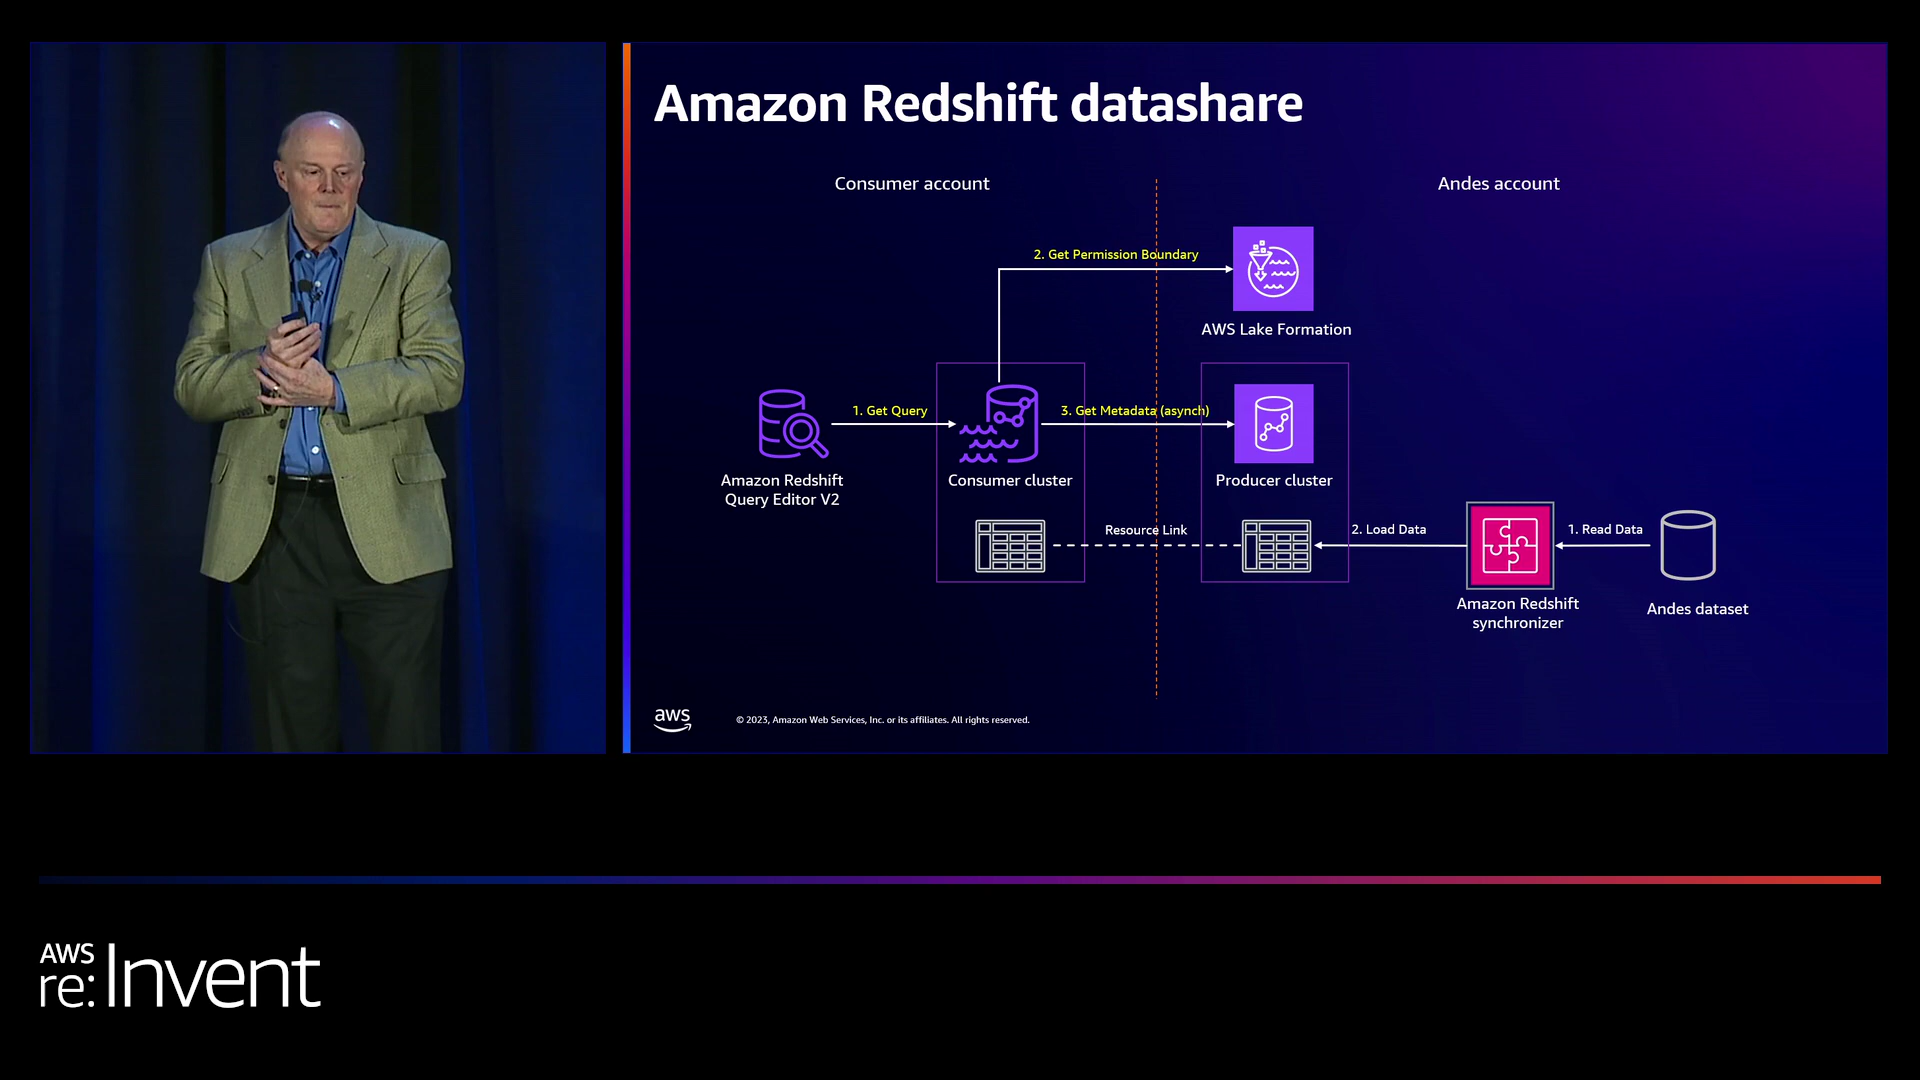 Amazon Redshift datashare
Consumer account
Andes account
2. Get Permission Boundary
AWS Lake Formation
1. Get Query
3. Get Metadata (asynch)
Amazon Redshift
Query Editor V2
Consumer cluster
Producer cluster
Resource Link
2. Load Data
1. Read Data
Amazon Redshift
synchronizer
Andes dataset
aws
© 2023, Amazon Web Services, Inc. or its affiliates. All rights reserved.
AWS
re:Invent